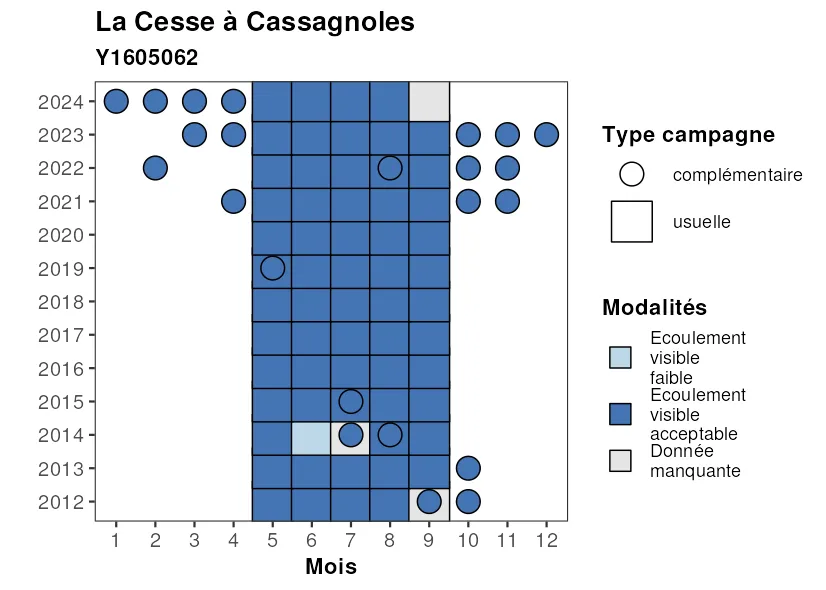 La Cesse à Cassagnoles
Y1605062
2024
2023
2022
2021
2020
2019
2018
2017
2016
2015
2014
2013
2012
1 2 3 4 5 6 7 8 9 10 11 12
Mois
Type campagne
complémentaire
usuelle
Modalités
Ecoulement
visible
faible
Ecoulement
visible
acceptable
Donnée
manquante